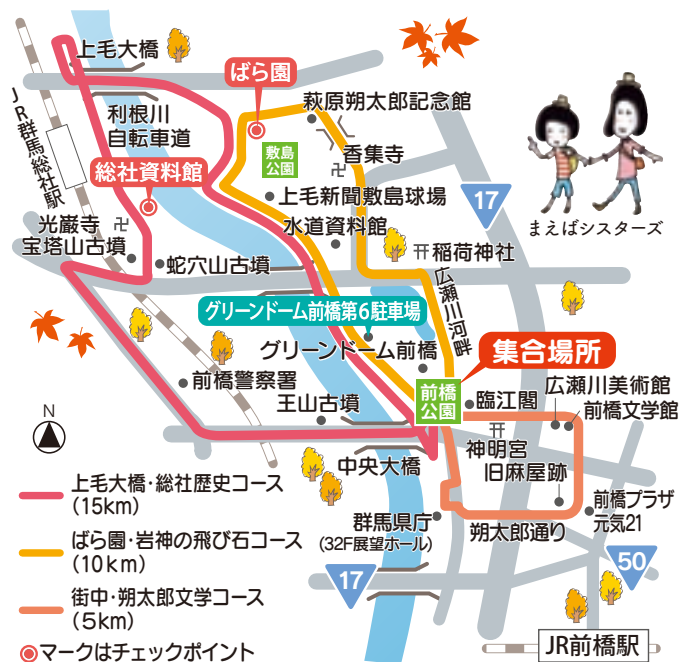 上毛大橋
ばら園
萩原朔太郎記念館
利根川
自転車道
JR群馬総社駅
敷島
公園
香集寺
総社資料館
上毛新聞敷島球場
17
まえばシスターズ
光巌寺
宝塔山古墳
水道資料館
稲荷神社
蛇穴山古墳
広瀬川河畔
グリーンドーム前橋第6駐車場
グリーンドーム前橋
集合場所
前橋警察署
前橋
公園
臨江閣
広瀬川美術館
前橋文学館
王山古墳
N
神明宮
中央大橋
旧麻屋跡
上毛大橋・総社歴史コース
(15km)
群馬県庁
(32F展望ホール)
朔太郎通り
前橋プラザ
元気21
ばら園・岩神の飛び石コース
(10km)
17
50
街中・朔太郎文学コース
(5km)
JR前橋駅
マークはチェックポイント